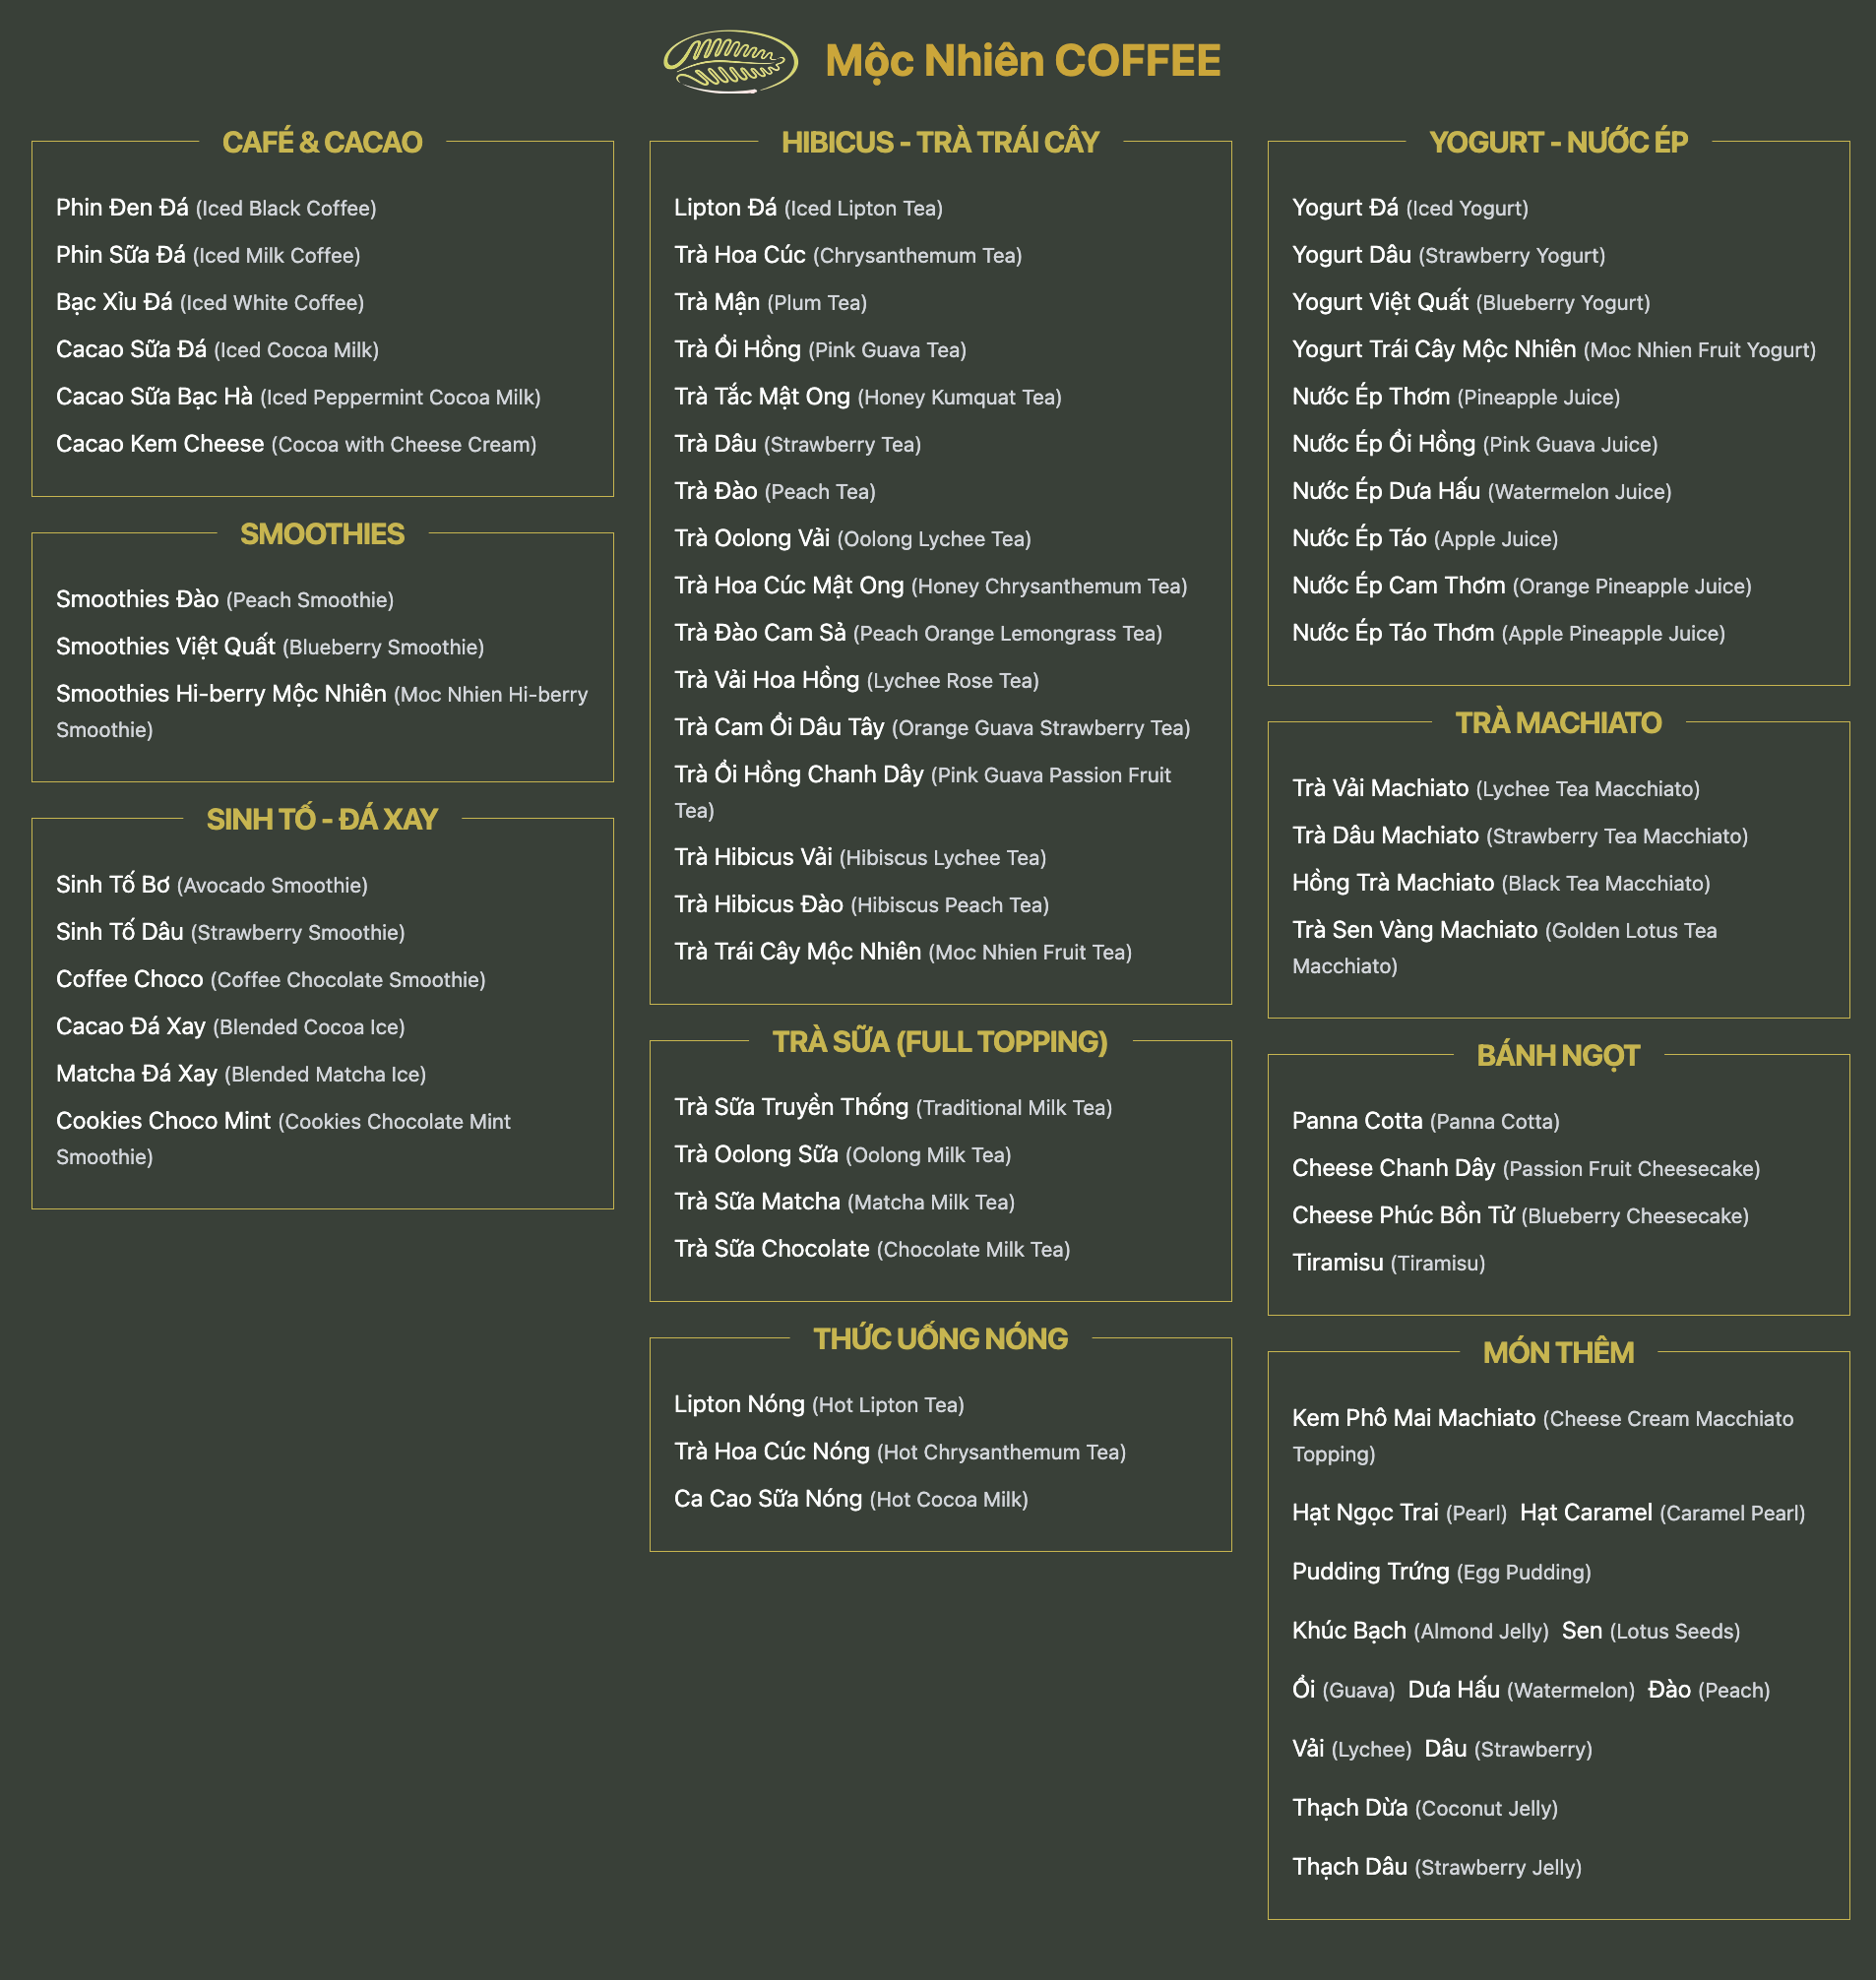 Mộc Nhiên COFFEE
CAFÉ & CACAO
Phin Đen Đá (Iced Black Coffee)
Phin Sữa Đá (Iced Milk Coffee)
Bạc Xỉu Đá (Iced White Coffee)
Cacao Sữa Đá (Iced Cocoa Milk)
Cacao Sữa Bạc Hà (Iced Peppermint Cocoa Milk)
Cacao Kem Cheese (Cocoa with Cheese Cream)
SMOOTHIES
Smoothies Đào (Peach Smoothie)
Smoothies Việt Quất (Blueberry Smoothie)
Smoothies Hi-berry Mộc Nhiên (Moc Nhien Hi-berry
Smoothie)
SINH TỐ - ĐÁ XAY
Sinh Tố Bơ (Avocado Smoothie)
Sinh Tố Dâu (Strawberry Smoothie)
Coffee Choco (Coffee Chocolate Smoothie)
Cacao Đá Xay (Blended Cocoa Ice)
Matcha Đá Xay (Blended Matcha Ice)
Cookies Choco Mint (Cookies Chocolate Mint
Smoothie)
HIBICUS - TRÀ TRÁI CÂY
Lipton Đá (Iced Lipton Tea)
Trà Hoa Cúc (Chrysanthemum Tea)
Trà Mận (Plum Tea)
Trà Ổi Hồng (Pink Guava Tea)
Trà Tắc Mật Ong (Honey Kumquat Tea)
Trà Dâu (Strawberry Tea)
Trà Đào (Peach Tea)
Trà Oolong Vải (Oolong Lychee Tea)
Trà Hoa Cúc Mật Ong (Honey Chrysanthemum Tea)
Trà Đào Cam Sả (Peach Orange Lemongrass Tea)
Trà Vải Hoa Hồng (Lychee Rose Tea)
Trà Cam Ổi Dâu Tây (Orange Guava Strawberry Tea)
Trà Ổi Hồng Chanh Dây (Pink Guava Passion Fruit
Tea)
Trà Hibicus Vải (Hibiscus Lychee Tea)
Trà Hibicus Đào (Hibiscus Peach Tea)
Trà Trái Cây Mộc Nhiên (Moc Nhien Fruit Tea)
TRÀ SỮA (FULL TOPPING)
Trà Sữa Truyền Thống (Traditional Milk Tea)
Trà Oolong Sữa (Oolong Milk Tea)
Trà Sữa Matcha (Matcha Milk Tea)
Trà Sữa Chocolate (Chocolate Milk Tea)
THỨC UỐNG NÓNG
Lipton Nóng (Hot Lipton Tea)
Trà Hoa Cúc Nóng (Hot Chrysanthemum Tea)
Ca Cao Sữa Nóng (Hot Cocoa Milk)
YOGURT - NƯỚC ÉP
Yogurt Đá (Iced Yogurt)
Yogurt Dâu (Strawberry Yogurt)
Yogurt Việt Quất (Blueberry Yogurt)
Yogurt Trái Cây Mộc Nhiên (Moc Nhien Fruit Yogurt)
Nước Ép Thơm (Pineapple Juice)
Nước Ép Ổi Hồng (Pink Guava Juice)
Nước Ép Dưa Hấu (Watermelon Juice)
Nước Ép Táo (Apple Juice)
Nước Ép Cam Thơm (Orange Pineapple Juice)
Nước Ép Táo Thơm (Apple Pineapple Juice)
TRÀ MACHIATO
Trà Vải Machiato (Lychee Tea Macchiato)
Trà Dâu Machiato (Strawberry Tea Macchiato)
Hồng Trà Machiato (Black Tea Macchiato)
Trà Sen Vàng Machiato (Golden Lotus Tea
Macchiato)
BÁNH NGỌT
Panna Cotta (Panna Cotta)
Cheese Chanh Dây (Passion Fruit Cheesecake)
Cheese Phúc Bồn Tử (Blueberry Cheesecake)
Tiramisu (Tiramisu)
MÓN THÊM
Kem Phô Mai Machiato (Cheese Cream Macchiato
Topping)
Hạt Ngọc Trai (Pearl) Hạt Caramel (Caramel Pearl)
Pudding Trứng (Egg Pudding)
Khúc Bạch (Almond Jelly) Sen (Lotus Seeds)
Ổi (Guava) Dưa Hấu (Watermelon) Đào (Peach)
Vải (Lychee) Dâu (Strawberry)
Thạch Dừa (Coconut Jelly)
Thạch Dâu (Strawberry Jelly)